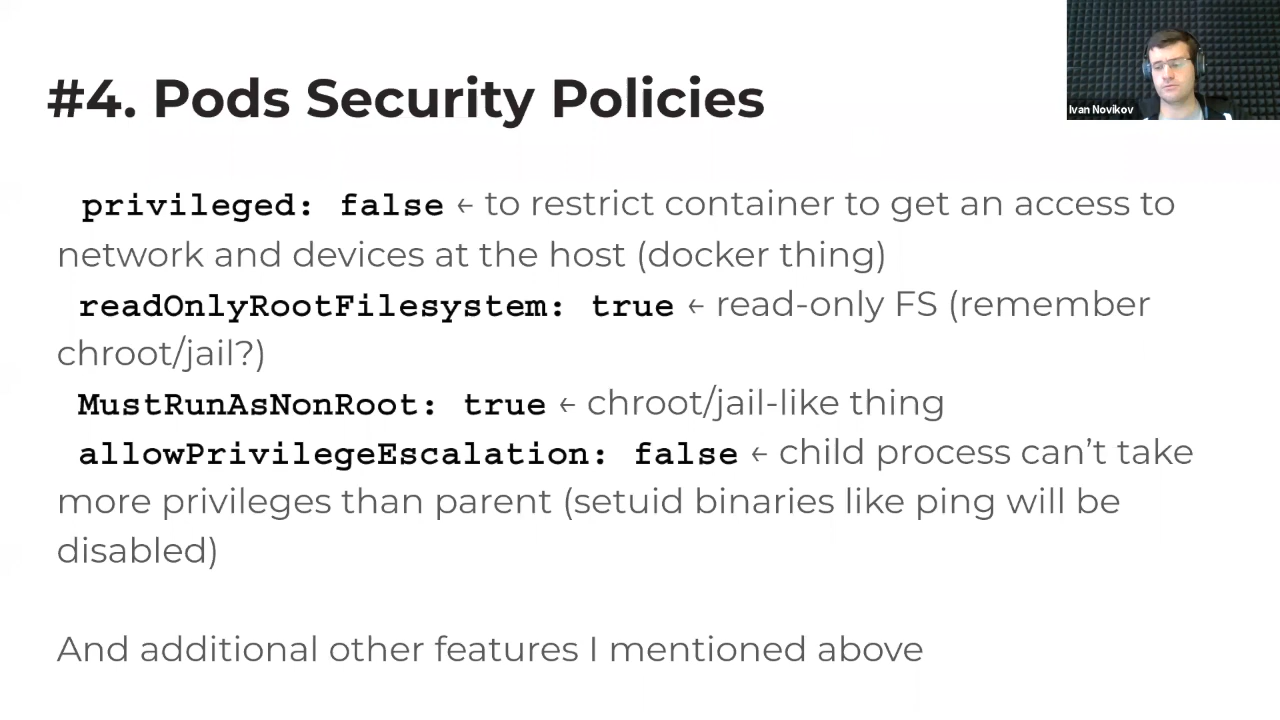 #4. Pods Security Policies
Ivan Novikov
privileged: false ← to restrict container to get an access to
network and devices at the host (docker thing)
readOnlyRootFilesystem: true ← read-only FS (remember
chroot/jail?)
MustRunAsNonRoot: true ← chroot/jail-like thing
allowPrivilegeEscalation: false ← child process can’t take
more privileges than parent (setuid binaries like ping will be
disabled)
And additional other features I mentioned above